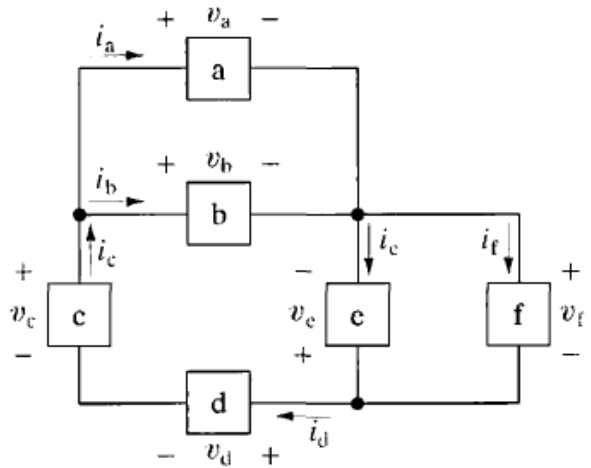 i_a + v_a −
a
i_b + v_b −
b
i_c i_e i_f
+ − +
v_c c v_e e f v_f
− + −
d
− v_d + i_d